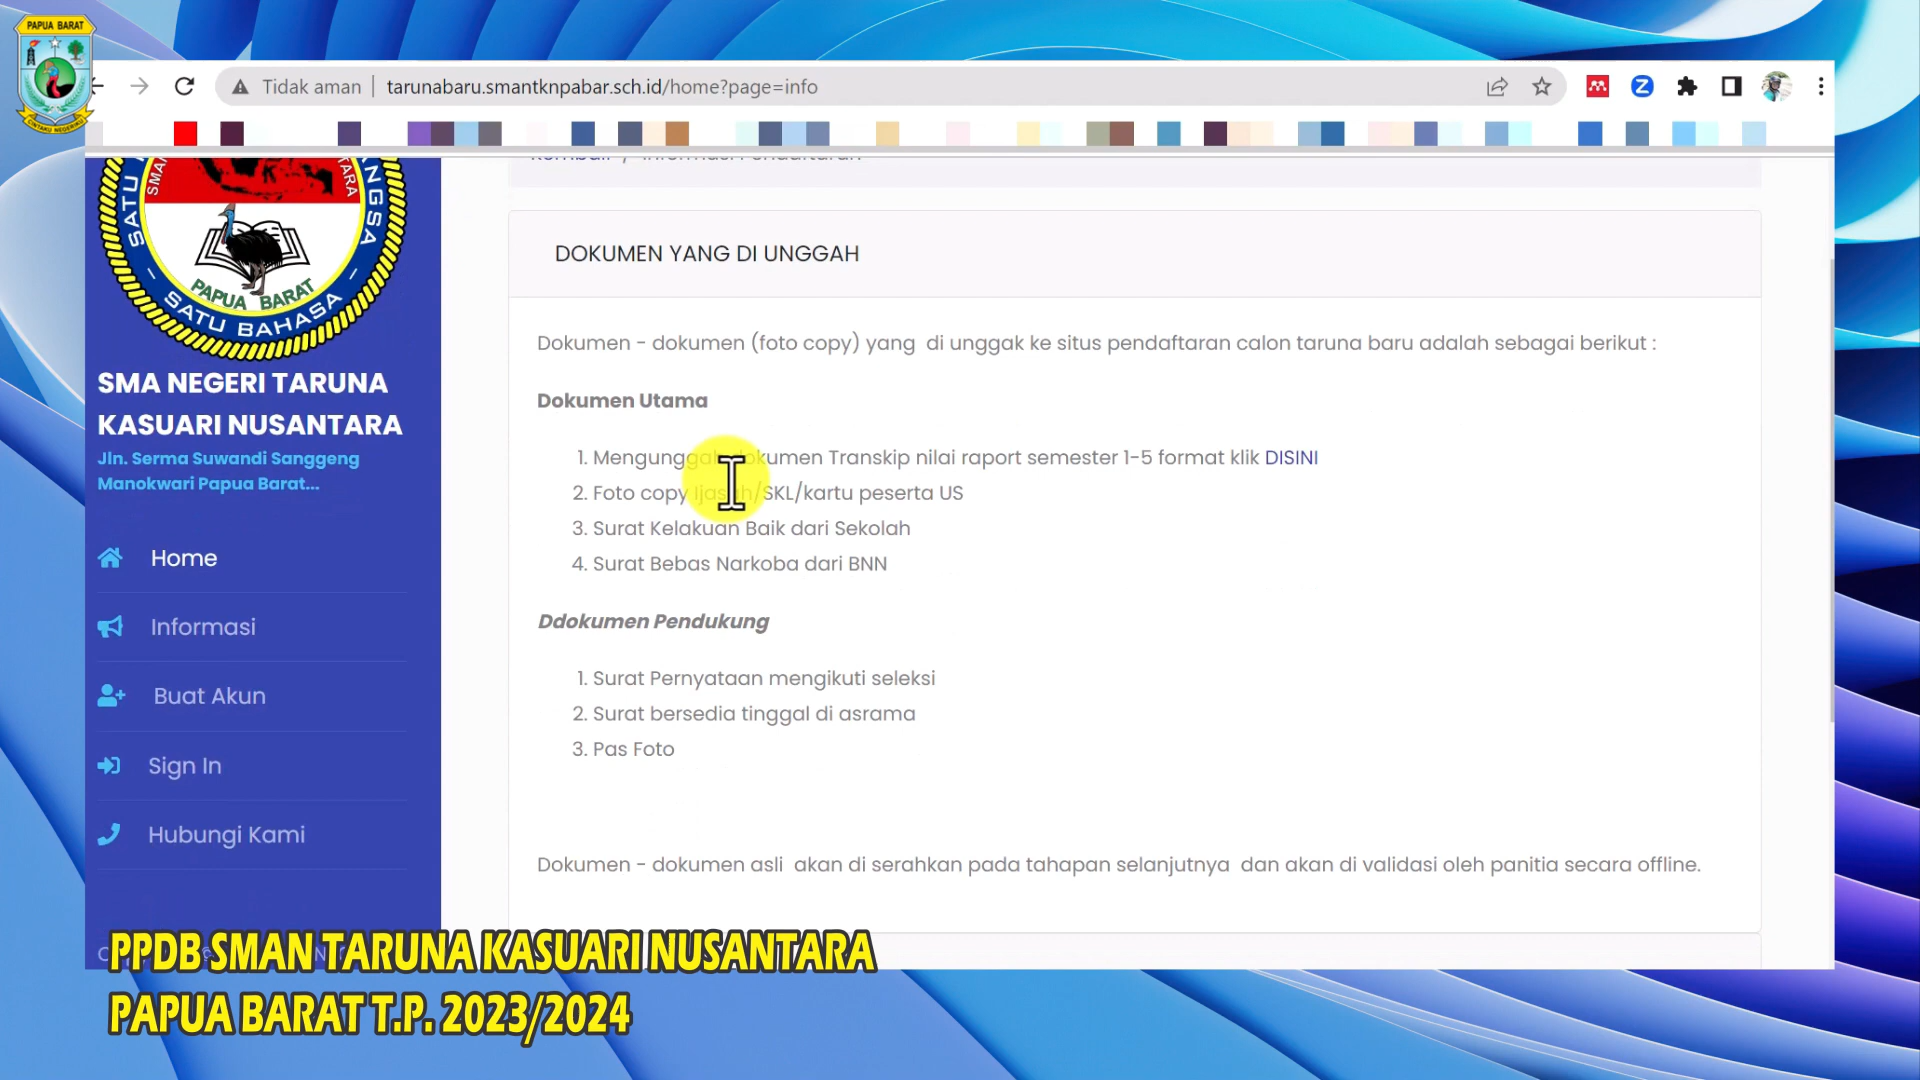 PAPUA BARAT
CINTAKU NEGERIKU
Tidak aman
tarunabaru.smantknpabar.sch.id/home?page=info
SATU BAHASA
PAPUA BARAT
SMA NEGERI TARUNA
KASUARI NUSANTARA
Jln. Serma Suwandi Sanggeng
Manokwari Papua Barat...
Home
Informasi
Buat Akun
Sign In
Hubungi Kami
DOKUMEN YANG DI UNGGAH
Dokumen - dokumen (foto copy) yang di unggak ke situs pendaftaran calon taruna baru adalah sebagai berikut :
Dokumen Utama
1. Mengunggah dokumen Transkip nilai raport semester 1-5 format klik DISINI
2. Foto copy Ijasah/SKL/kartu peserta US
3. Surat Kelakuan Baik dari Sekolah
4. Surat Bebas Narkoba dari BNN
Ddokumen Pendukung
1. Surat Pernyataan mengikuti seleksi
2. Surat bersedia tinggal di asrama
3. Pas Foto
Dokumen - dokumen asli akan di serahkan pada tahapan selanjutnya dan akan di validasi oleh panitia secara offline.
PPDB SMAN TARUNA KASUARI NUSANTARA
PAPUA BARAT T.P. 2023/2024